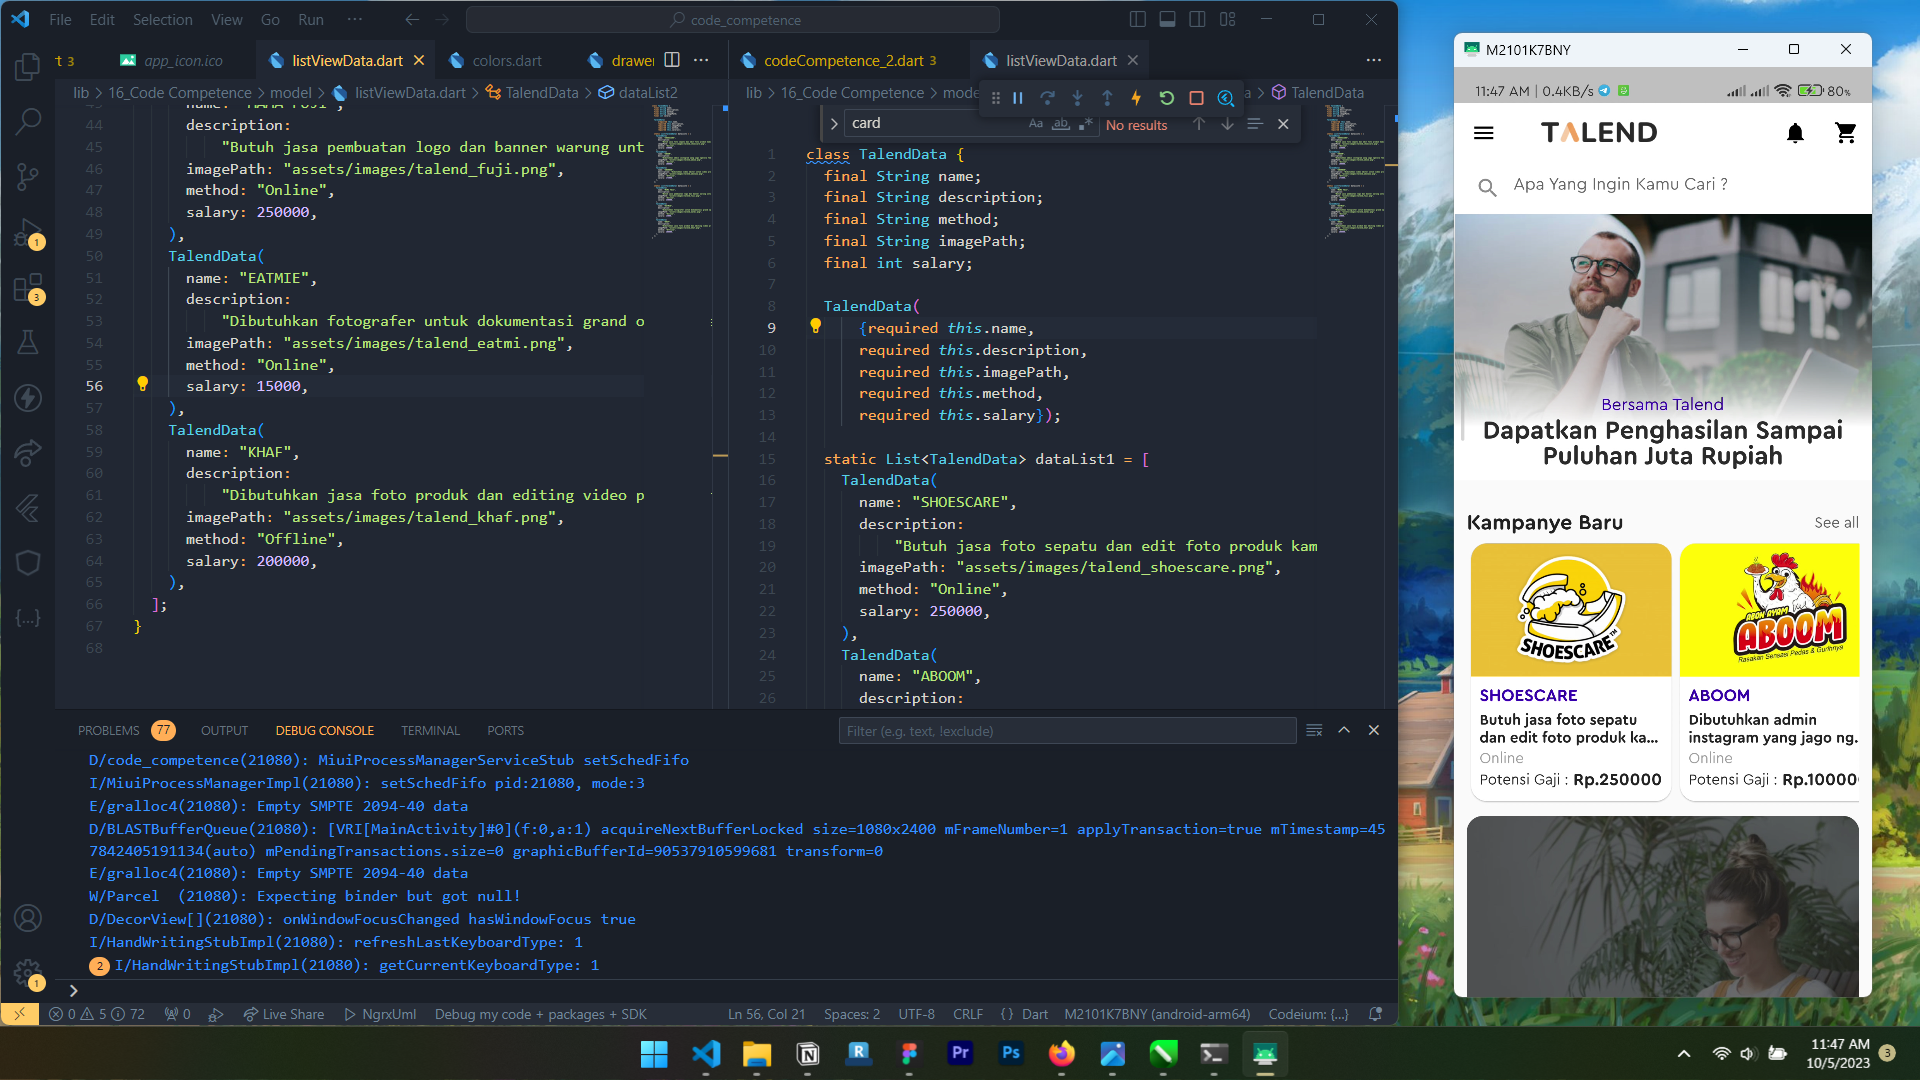 File Edit Selection View Go Run ···
code_competence
t 3 app_icon.ico listViewData.dart colors.dart drawer
codeCompetence_2.dart 3 listViewData.dart
lib > 16_Code Competence > model > listViewData.dart > TalendData > dataList2
lib > 16_Code Competence > mode TalendData
card
Aa ab No results
44 description:
45 "Butuh jasa pembuatan logo dan banner warung unt
46 imagePath: "assets/images/talend_fuji.png",
47 method: "Online",
48 salary: 250000,
49 ),
50 TalendData(
51 name: "EATMIE",
52 description:
53 "Dibutuhkan fotografer untuk dokumentasi grand o
54 imagePath: "assets/images/talend_eatmi.png",
55 method: "Online",
56 salary: 15000,
57 ),
58 TalendData(
59 name: "KHAF",
60 description:
61 "Dibutuhkan jasa foto produk dan editing video p
62 imagePath: "assets/images/talend_khaf.png",
63 method: "Offline",
64 salary: 200000,
65 ),
66 ];
67 }
68
1 class TalendData {
2 final String name;
3 final String description;
4 final String method;
5 final String imagePath;
6 final int salary;
7
8 TalendData(
9 {required this.name,
10 required this.description,
11 required this.imagePath,
12 required this.method,
13 required this.salary});
14
15 static List<TalendData> dataList1 = [
16 TalendData(
17 name: "SHOESCARE",
18 description:
19 "Butuh jasa foto sepatu dan edit foto produk kam
20 imagePath: "assets/images/talend_shoescare.png",
21 method: "Online",
22 salary: 250000,
23 ),
24 TalendData(
25 name: "ABOOM",
26 description:
PROBLEMS 77 OUTPUT DEBUG CONSOLE TERMINAL PORTS
Filter (e.g. text, !exclude)
D/code_competence(21080): MiuiProcessManagerServiceStub setSchedFifo
I/MiuiProcessManagerImpl(21080): setSchedFifo pid:21080, mode:3
E/gralloc4(21080): Empty SMPTE 2094-40 data
D/BLASTBufferQueue(21080): [VRI[MainActivity]#0](f:0,a:1) acquireNextBufferLocked size=1080x2400 mFrameNumber=1 applyTransaction=true mTimestamp=45
7842405191134(auto) mPendingTransactions.size=0 graphicBufferId=90537910599681 transform=0
E/gralloc4(21080): Empty SMPTE 2094-40 data
W/Parcel (21080): Expecting binder but got null!
D/DecorView[](21080): onWindowFocusChanged hasWindowFocus true
I/HandWritingStubImpl(21080): refreshLastKeyboardType: 1
2 I/HandWritingStubImpl(21080): getCurrentKeyboardType: 1
0 5 72 0 Live Share NgrxUml Debug my code + packages + SDK
Ln 56, Col 21 Spaces: 2 UTF-8 CRLF {} Dart M2101K7BNY (android-arm64) Codeium: {...}
1
3
1
M2101K7BNY
11:47 AM | 0.4KB/s 80%
TALEND
Apa Yang Ingin Kamu Cari ?
Bersama Talend
Dapatkan Penghasilan Sampai
Puluhan Juta Rupiah
Kampanye Baru See all
SHOESCARE™
ABON AYAM
ABOOM
Rasakan Sensasi Pedas & Gurihnya
SHOESCARE
Butuh jasa foto sepatu
dan edit foto produk ka...
Online
Potensi Gaji : Rp.250000
ABOOM
Dibutuhkan admin
instagram yang jago ng.
Online
Potensi Gaji : Rp.10000
R Pr Ps
11:47 AM
10/5/2023
3